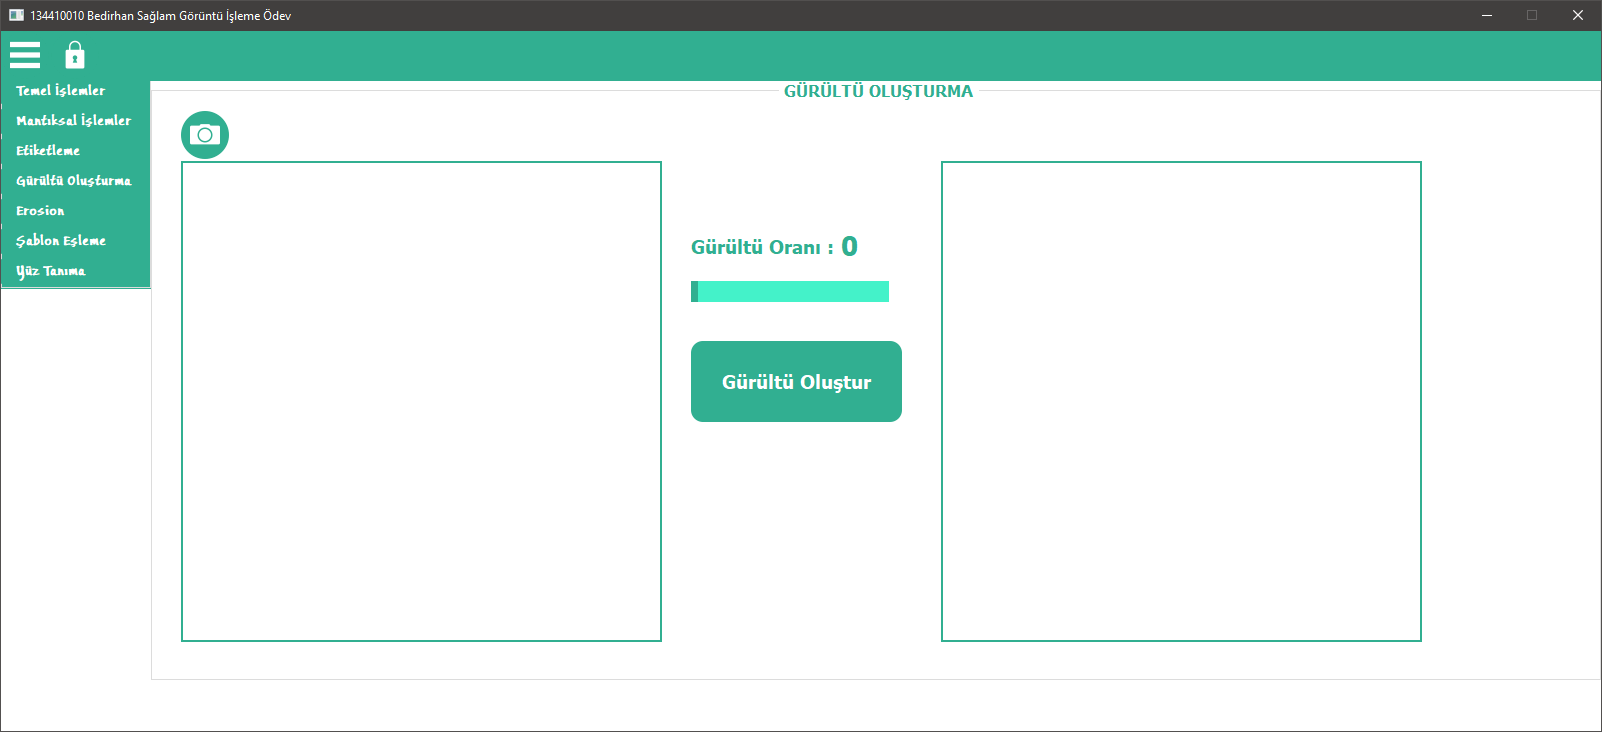 134410010 Bedirhan Sağlam Görüntü İşleme Ödev
Temel İşlemler
Mantıksal İşlemler
Etiketleme
Gürültü Oluşturma
Erosion
Şablon Eşleme
Yüz Tanıma
GÜRÜLTÜ OLUŞTURMA
Gürültü Oranı : 0
Gürültü Oluştur